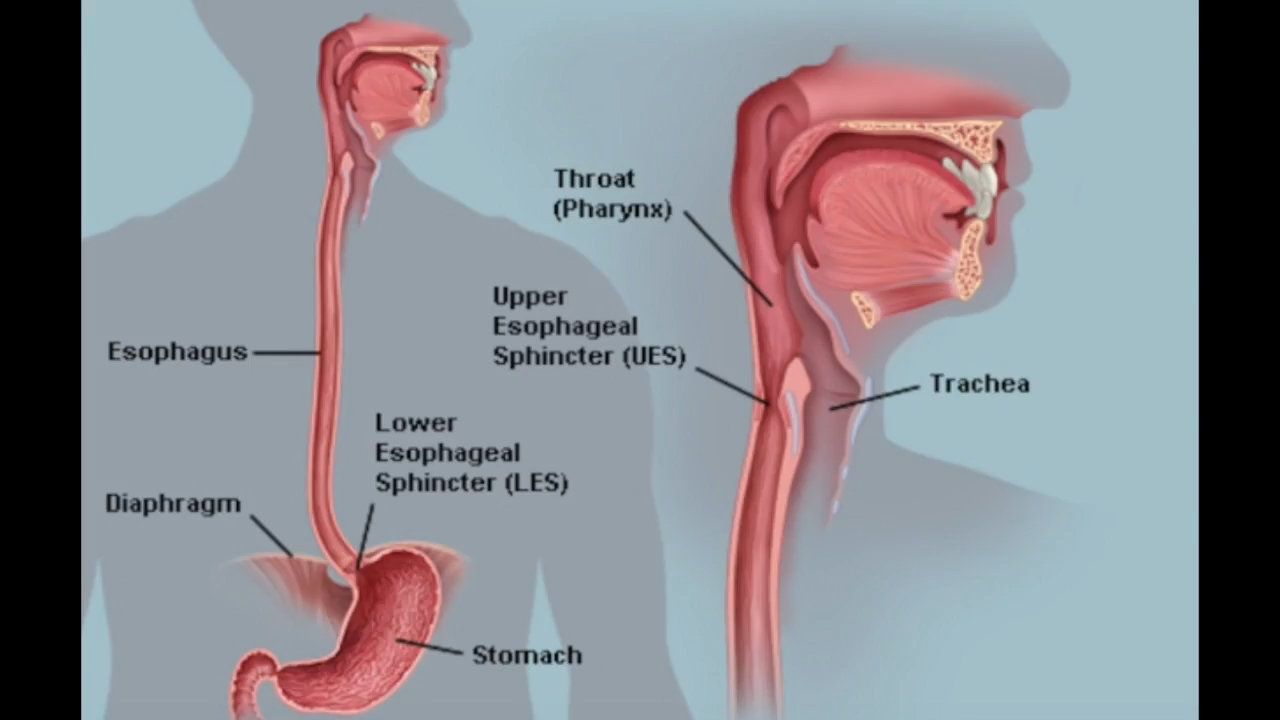 Throat
(Pharynx)
Upper
Esophageal
Sphincter (UES)
Esophagus
Trachea
Lower
Esophageal
Sphincter (LES)
Diaphragm
Stomach